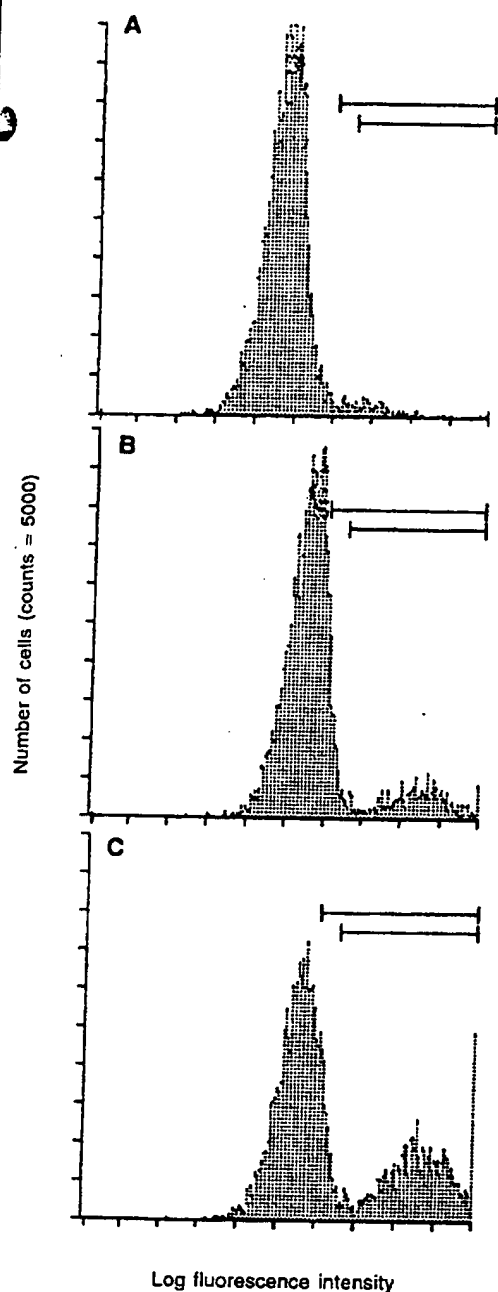 A
B
Number of cells (counts = 5000)
C
Log fluorescence intensity